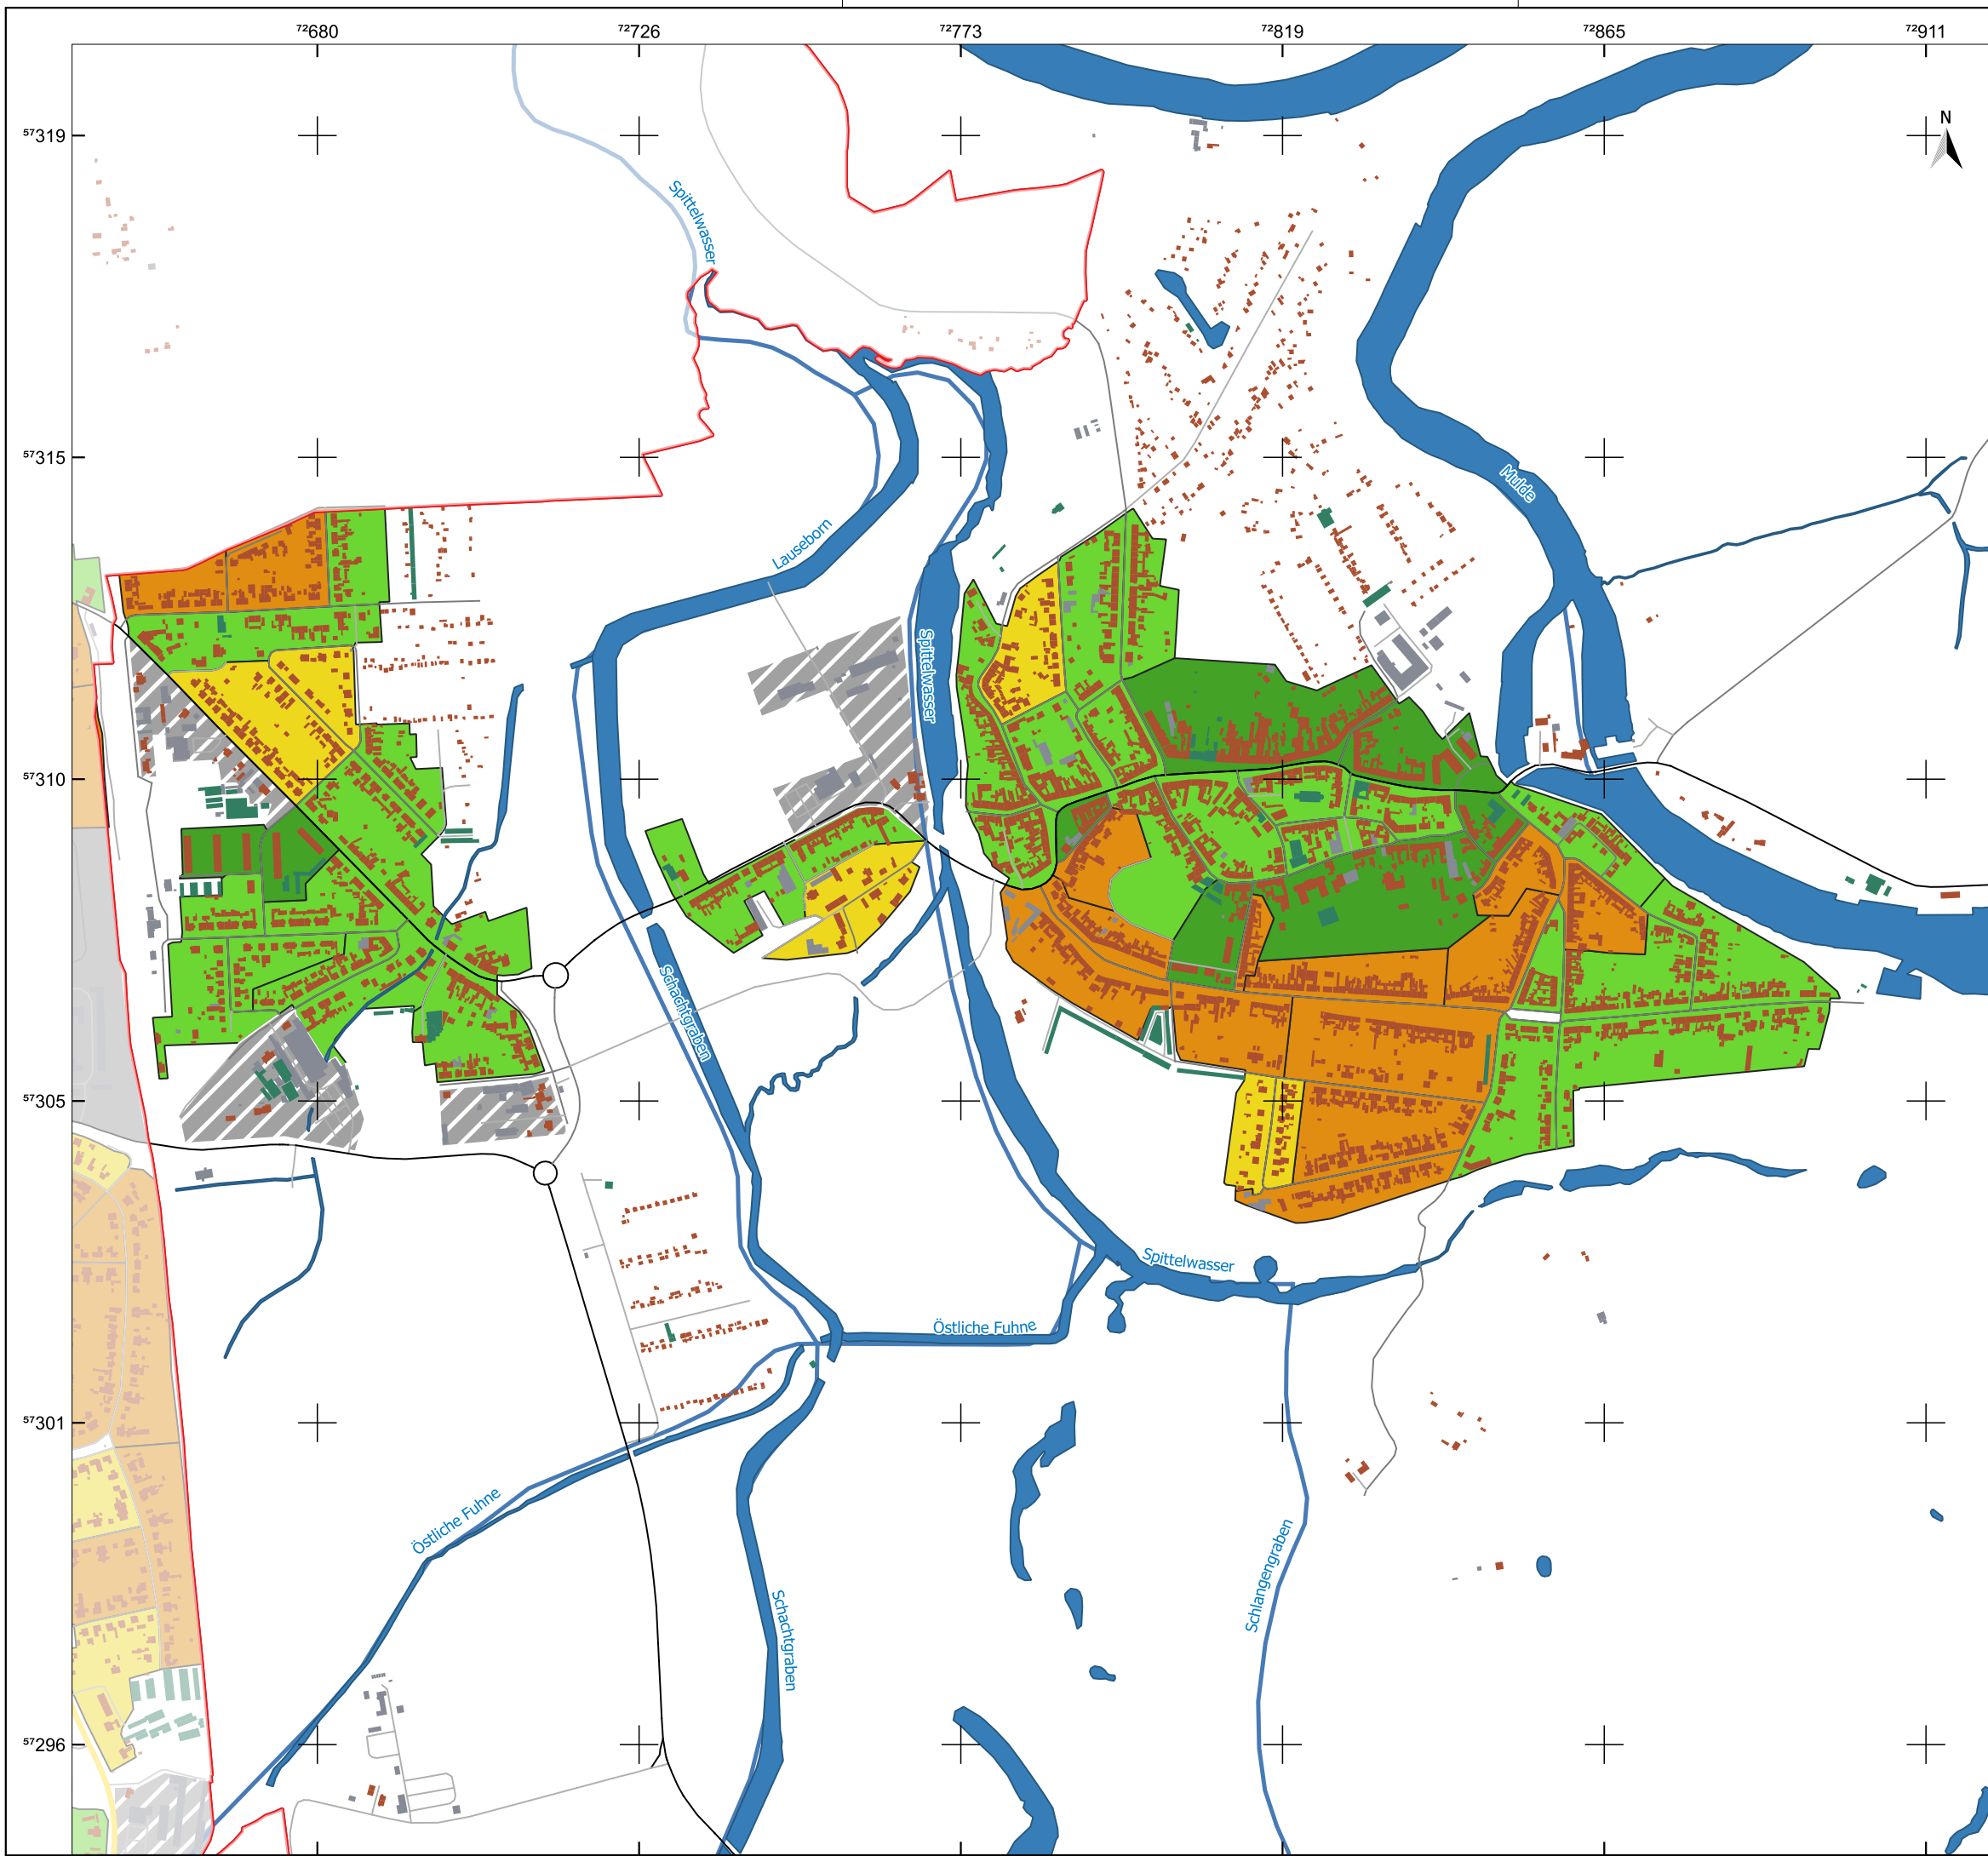 72680
72726
72773
72819
72865
72911
57319
N
Spittelwasser
57315
Mulde
Lauseborn
Spittelwasser
57310
Schachtgraben
57305
Spittelwasser
Östliche Fuhne
57301
Östliche Fuhne
Schlangengraben
Schachtgraben
57296